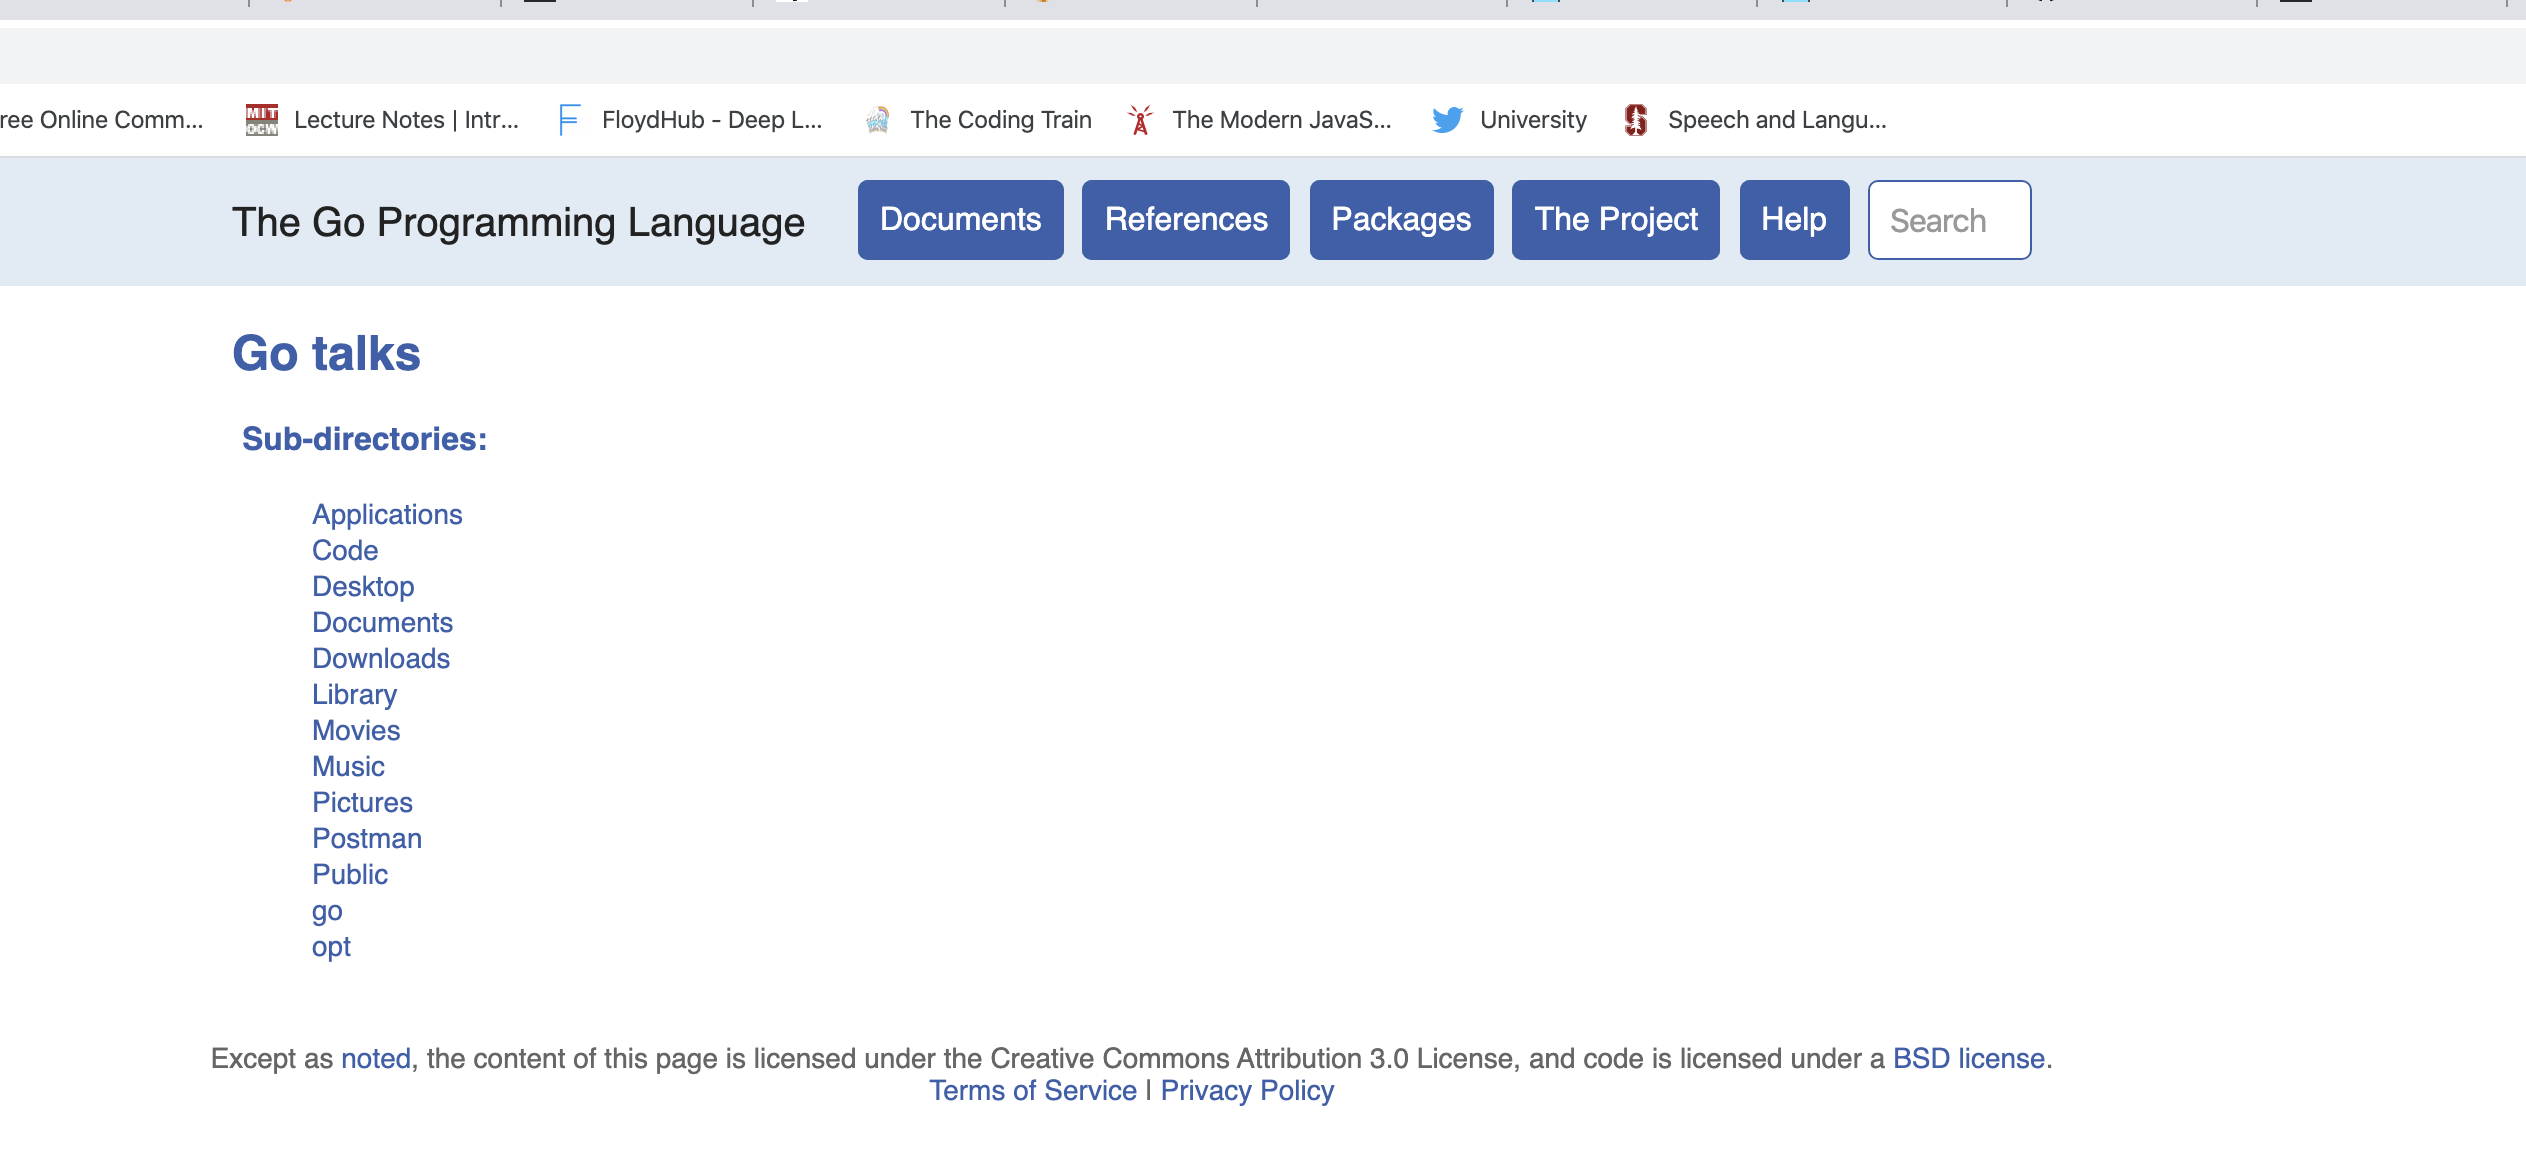 ree Online Comm... MIT OCW Lecture Notes | Intr... FloydHub - Deep L... The Coding Train The Modern JavaS... University Speech and Langu...
The Go Programming Language Documents References Packages The Project Help Search
Go talks
Sub-directories:
Applications
Code
Desktop
Documents
Downloads
Library
Movies
Music
Pictures
Postman
Public
go
opt
Except as noted, the content of this page is licensed under the Creative Commons Attribution 3.0 License, and code is licensed under a BSD license.
Terms of Service | Privacy Policy